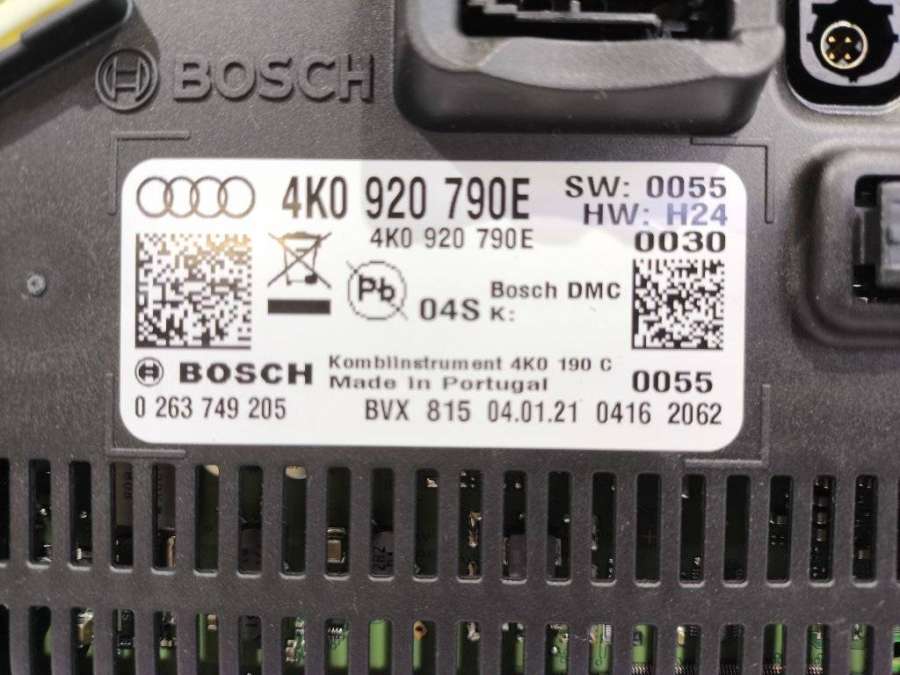 BOSCH
4K0 920 790E
SW: 0055
HW: H24
4K0 920 790E
0030
Pb
04S
Bosch DMC
K:
BOSCH
Kombiinstrument 4K0 190 C
Made in Portugal
0055
0 263 749 205
BVX 815 04.01.21 0416 2062